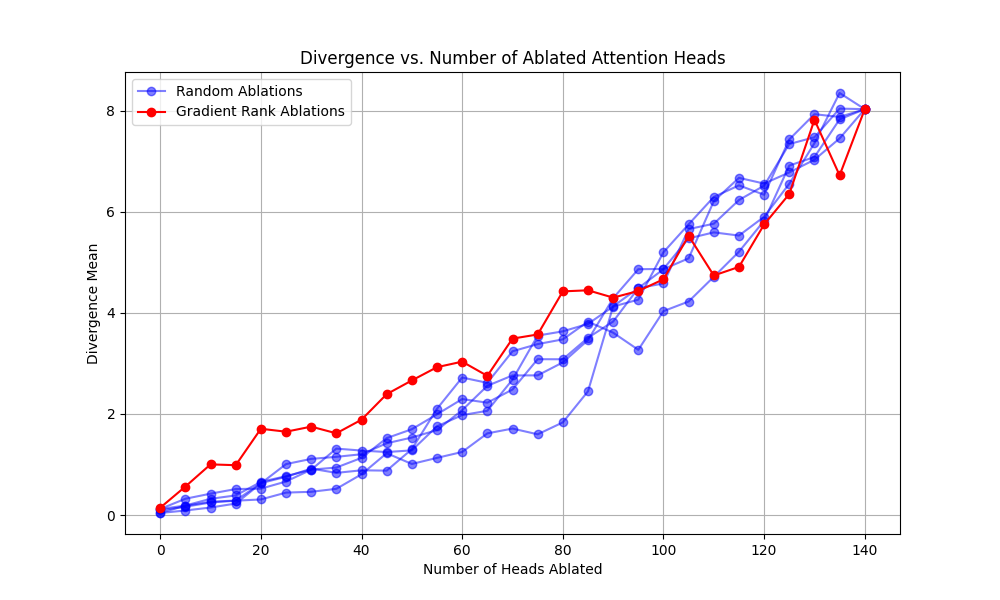 Divergence vs. Number of Ablated Attention Heads
Random Ablations
Gradient Rank Ablations
8
6
4
2
0
Divergence Mean
0 20 40 60 80 100 120 140
Number of Heads Ablated